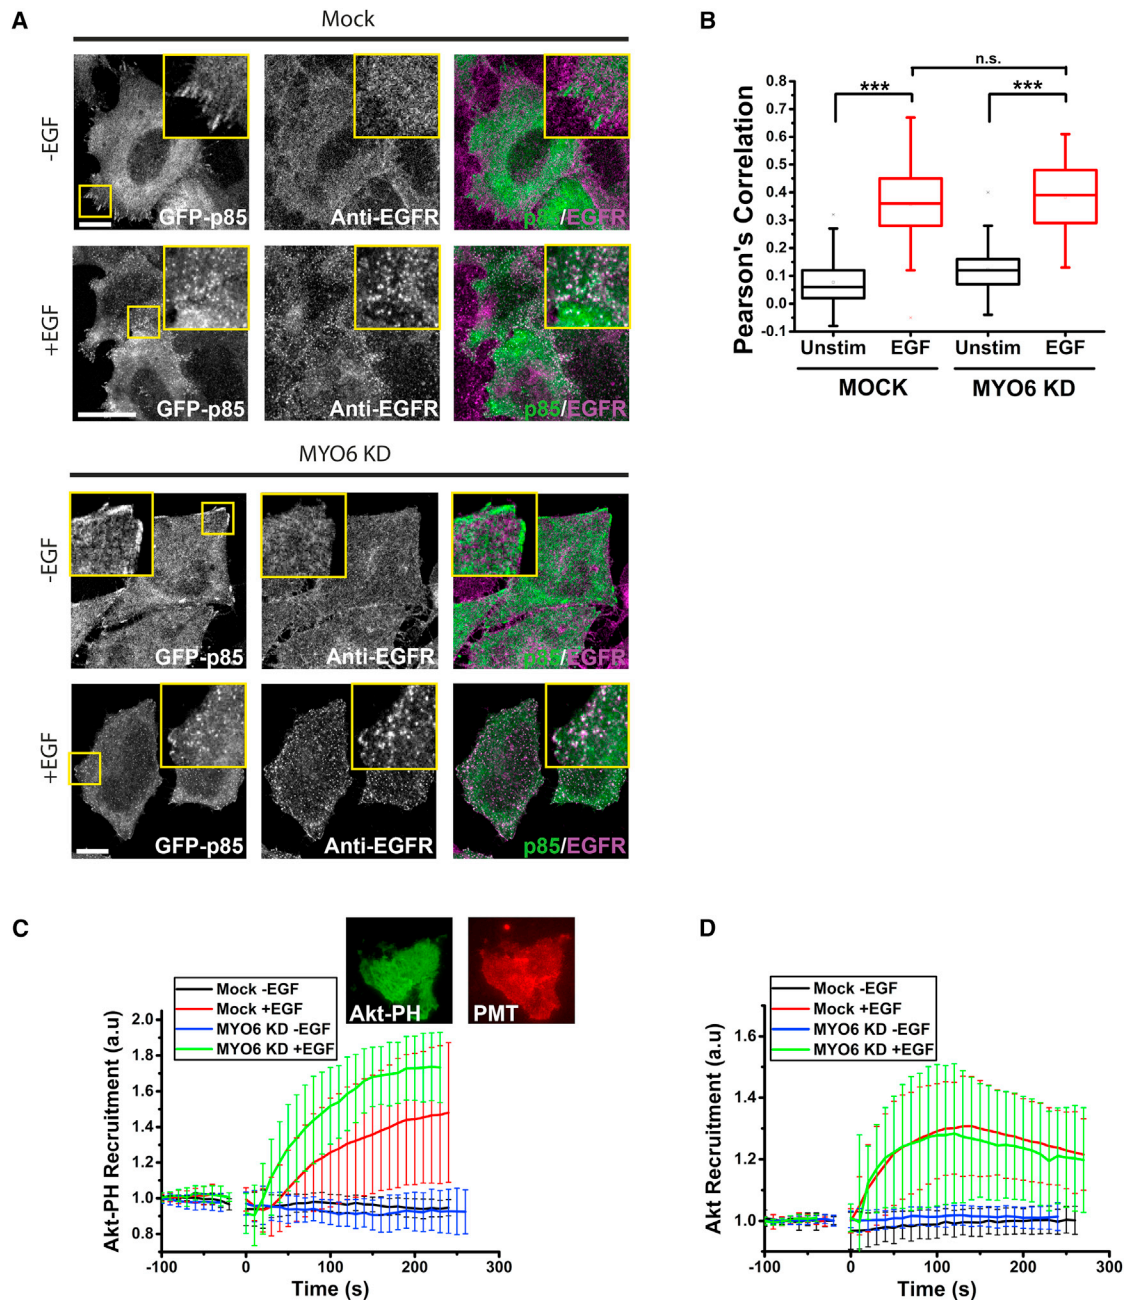 A
Mock
-EGF
GFP-p85
Anti-EGFR
p85/EGFR
+EGF
GFP-p85
Anti-EGFR
p85/EGFR
MYO6 KD
-EGF
GFP-p85
Anti-EGFR
p85/EGFR
+EGF
GFP-p85
Anti-EGFR
p85/EGFR
B
n.s.
*** ***
Pearson's Correlation
0.8
0.7
0.6
0.5
0.4
0.3
0.2
0.1
0.0
-0.1
Unstim EGF Unstim EGF
MOCK MYO6 KD
C
Akt-PH
PMT
Mock -EGF
Mock +EGF
MYO6 KD -EGF
MYO6 KD +EGF
Akt-PH Recruitment (a.u)
2.0
1.8
1.6
1.4
1.2
1.0
0.8
-100 0 100 200 300
Time (s)
D
Mock -EGF
Mock +EGF
MYO6 KD -EGF
MYO6 KD +EGF
Akt Recruitment (a.u)
1.6
1.4
1.2
1.0
-100 0 100 200 300
Time (s)